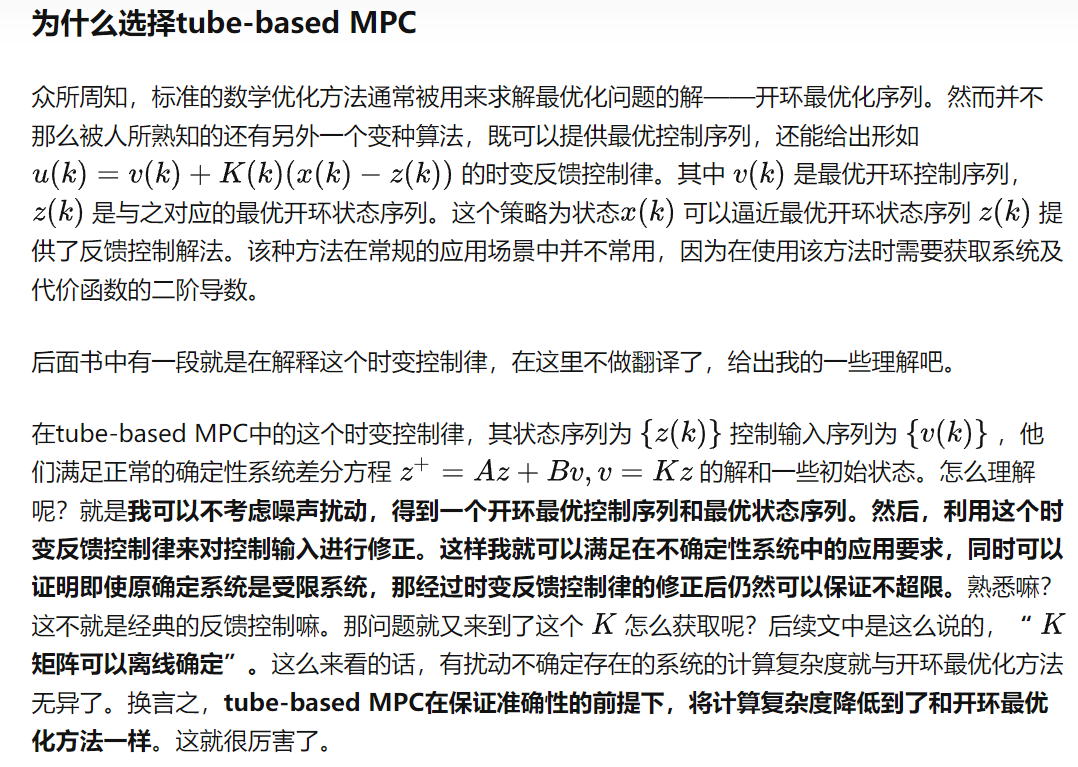 为什么选择tube-based MPC
众所周知，标准的数学优化方法通常被用来求解最优化问题的解——开环最优化序列。然而并不
那么被人所熟知的还有另外一个变种算法，既可以提供最优控制序列，还能给出形如
u(k) = v(k) + K(k)(x(k) − z(k)) 的时变反馈控制律。其中 v(k) 是最优开环控制序列，
z(k) 是与之对应的最优开环状态序列。这个策略为状态x(k) 可以逼近最优开环状态序列 z(k) 提
供了反馈控制解法。该种方法在常规的应用场景中并不常用，因为在使用该方法时需要获取系统及
代价函数的二阶导数。
后面书中有一段就是在解释这个时变控制律，在这里不做翻译了，给出我的一些理解吧。
在tube-based MPC中的这个时变控制律，其状态序列为 {z(k)} 控制输入序列为 {v(k)} ，他
们满足正常的确定性系统差分方程 z⁺ = Az + Bv, v = Kz 的解和一些初始状态。怎么理解
呢？就是我可以不考虑噪声扰动，得到一个开环最优控制序列和最优状态序列。然后，利用这个时
变反馈控制律来对控制输入进行修正。这样我就可以满足在不确定性系统中的应用要求，同时可以
证明即使原确定系统是受限系统，那经过时变反馈控制律的修正后仍然可以保证不超限。熟悉嘛？
这不就是经典的反馈控制嘛。那问题就又来到了这个 K 怎么获取呢？后续文中是这么说的，“ K
矩阵可以离线确定”。这么来看的话，有扰动不确定存在的系统的计算复杂度就与开环最优化方法
无异了。换言之，tube-based MPC在保证准确性的前提下，将计算复杂度降低到了和开环最优
化方法一样。这就很厉害了。